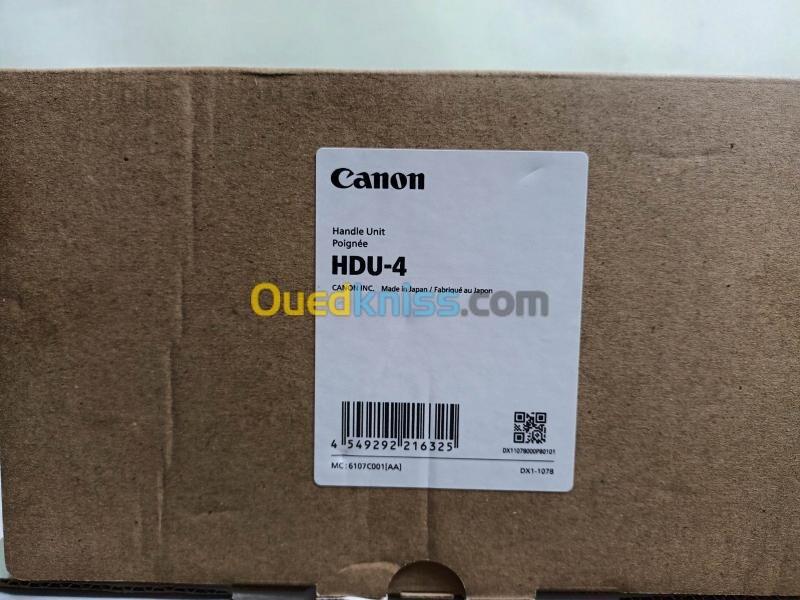 Canon
Handle Unit
Poignée
HDU-4
CANON INC. Made in Japan / Fabriqué au Japon
Ouedkniss.com
4 549292 216325
DX11078000P80101
MC : 6107C001[AA]
DX1-1078